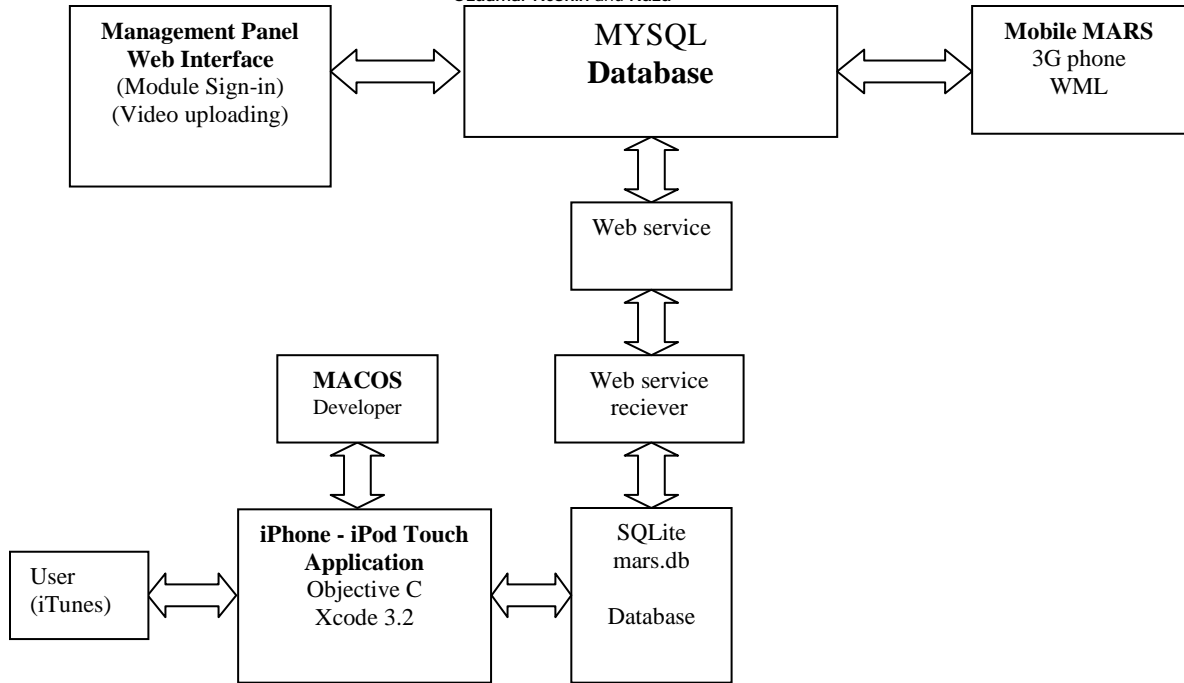 Management Panel
Web Interface
(Module Sign-in)
(Video uploading)
MYSQL
Database
Mobile MARS
3G phone
WML
Web service
MACOS
Developer
Web service
reciever
iPhone - iPod Touch
Application
Objective C
Xcode 3.2
SQLite
mars.db
Database
User
(iTunes)